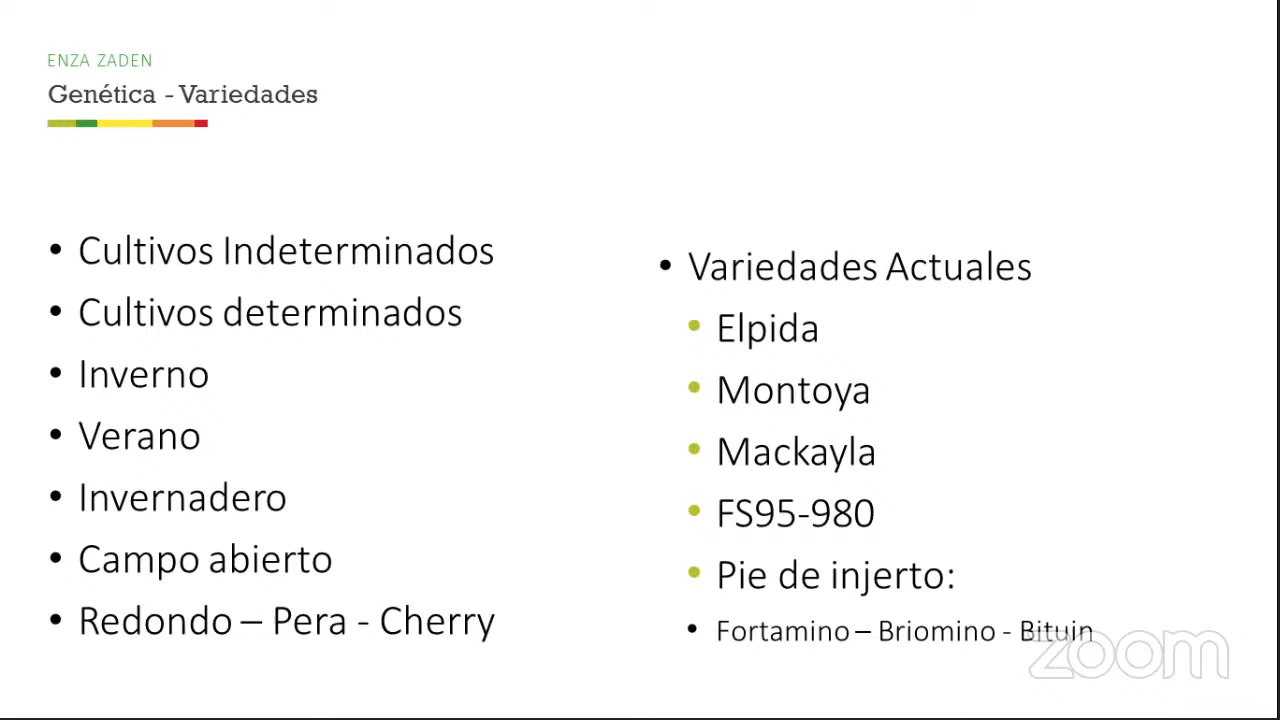 ENZA ZADEN
Genética - Variedades
• Cultivos Indeterminados
• Cultivos determinados
• Inverno
• Verano
• Invernadero
• Campo abierto
• Redondo – Pera - Cherry
• Variedades Actuales
• Elpida
• Montoya
• Mackayla
• FS95-980
• Pie de injerto:
• Fortamino – Briomino - Bituin
zoom